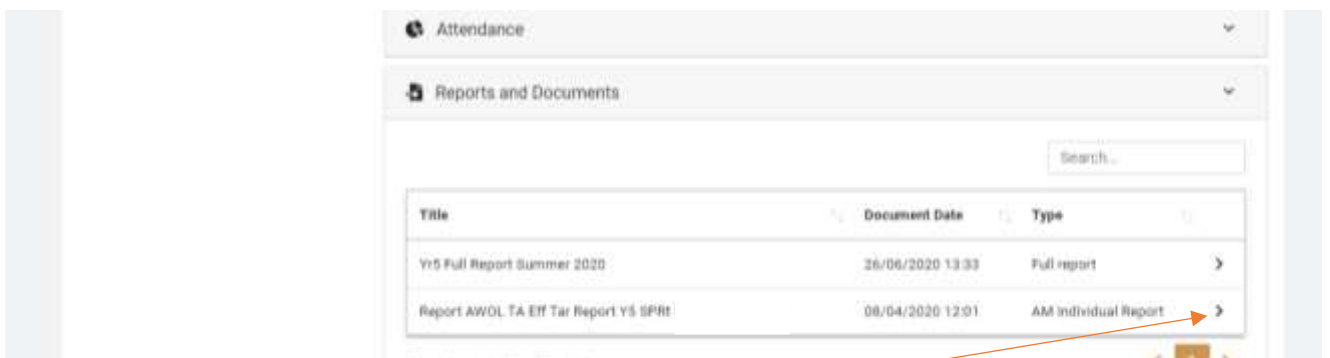 Attendance
Reports and Documents
Search...
Title Document Date Type
Yr5 Full Report Summer 2020 26/06/2020 13:33 Full report
Report AWOL TA Eff Tar Report Y5 SPRt 08/04/2020 12:01 AM Individual Report